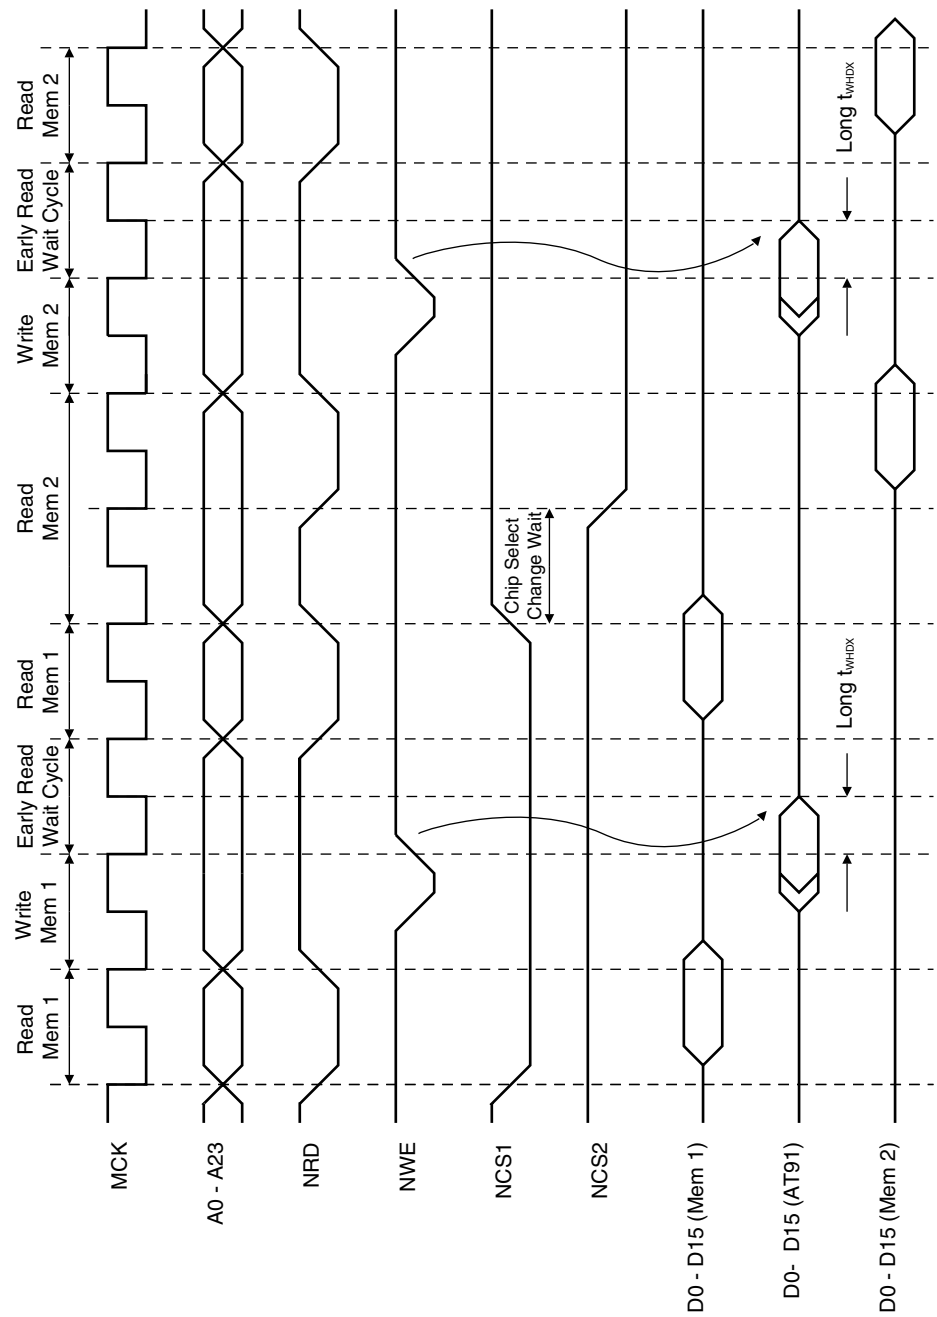 Read
Mem 1
Write
Mem 1
Early Read
Wait Cycle
Read
Mem 1
Read
Mem 2
Write
Mem 2
Early Read
Wait Cycle
Read
Mem 2
MCK
A0 - A23
NRD
NWE
NCS1
Chip Select
Change Wait
NCS2
D0 - D15 (Mem 1)
D0- D15 (AT91)
Long tWHDX
Long tWHDX
D0 - D15 (Mem 2)